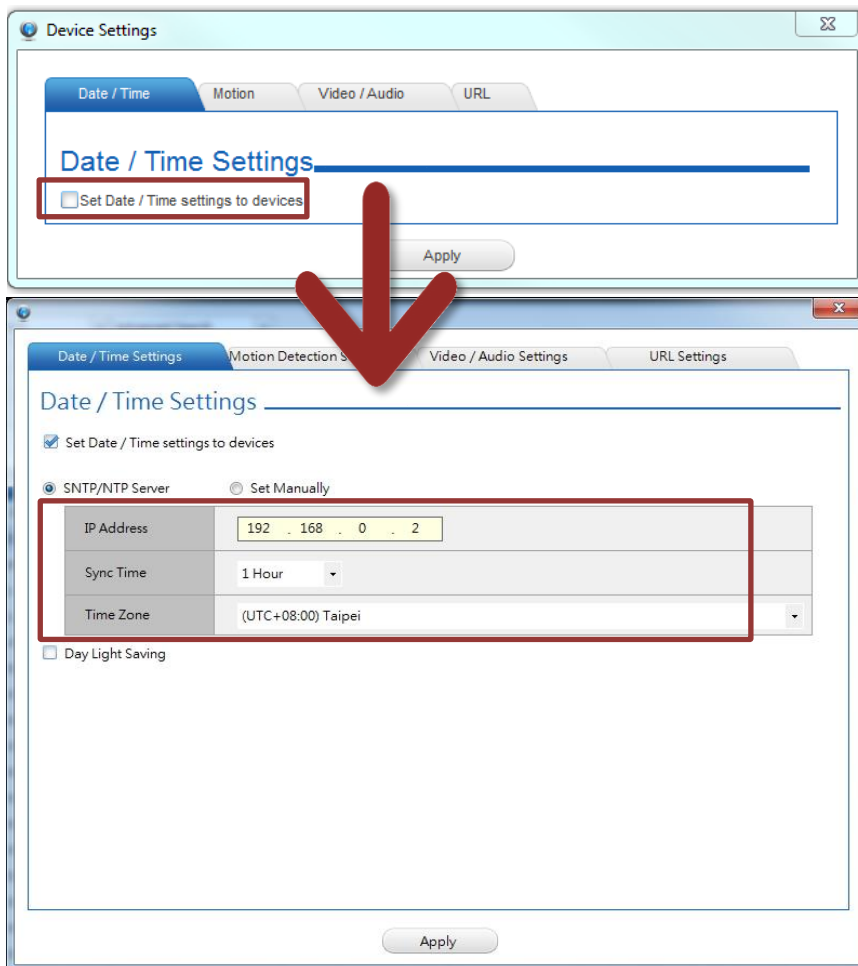 Device Settings
Date / Time Motion Video / Audio URL
Date / Time Settings
Set Date / Time settings to devices
Apply
Date / Time Settings Motion Detection Video / Audio Settings URL Settings
Date / Time Settings
Set Date / Time settings to devices
SNTP/NTP Server Set Manually
IP Address 192 . 168 . 0 . 2
Sync Time 1 Hour
Time Zone (UTC+08:00) Taipei
Day Light Saving
Apply